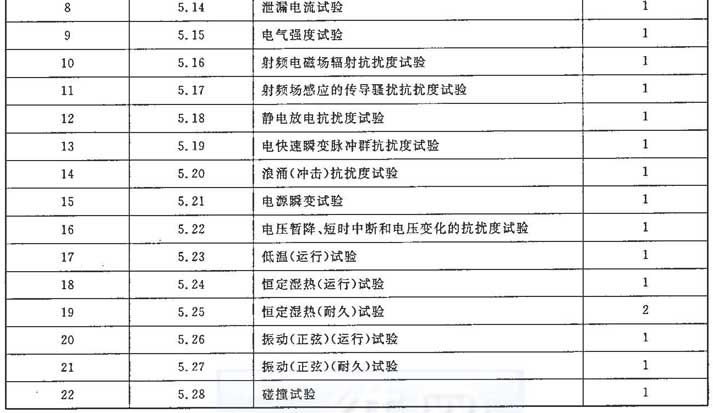 8 5.14 泄漏电流试验 1
9 5.15 电气强度试验 1
10 5.16 射频电磁场辐射抗扰度试验 1
11 5.17 射频场感应的传导骚扰抗扰度试验 1
12 5.18 静电放电抗扰度试验 1
13 5.19 电快速瞬变脉冲群抗扰度试验 1
14 5.20 浪涌(冲击)抗扰度试验 1
15 5.21 电源瞬变试验 1
16 5.22 电压暂降、短时中断和电压变化的抗扰度试验 1
17 5.23 低温(运行)试验 1
18 5.24 恒定湿热(运行)试验 1
19 5.25 恒定湿热(耐久)试验 2
20 5.26 振动(正弦)(运行)试验 1
21 5.27 振动(正弦)(耐久)试验 1
22 5.28 碰撞试验 1